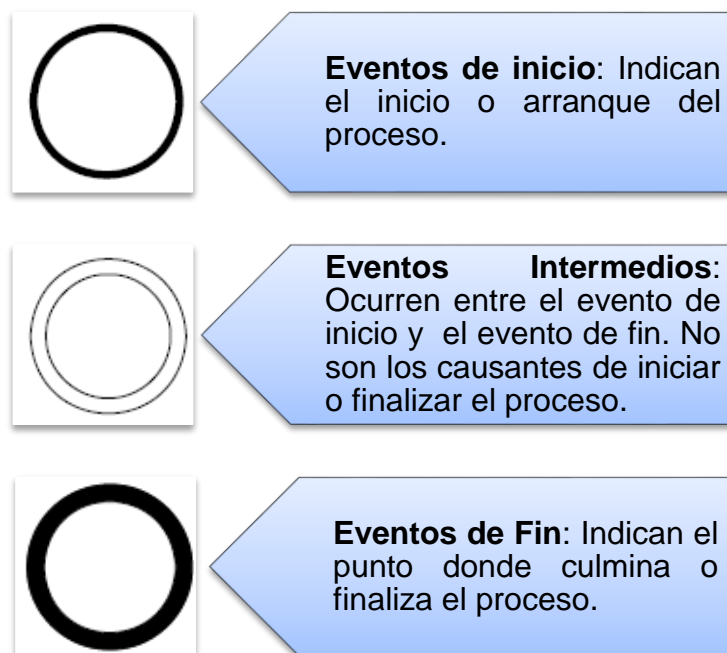 Eventos de inicio: Indican
el inicio o arranque del
proceso.
Eventos Intermedios:
Ocurren entre el evento de
inicio y el evento de fin. No
son los causantes de iniciar
o finalizar el proceso.
Eventos de Fin: Indican el
punto donde culmina o
finaliza el proceso.